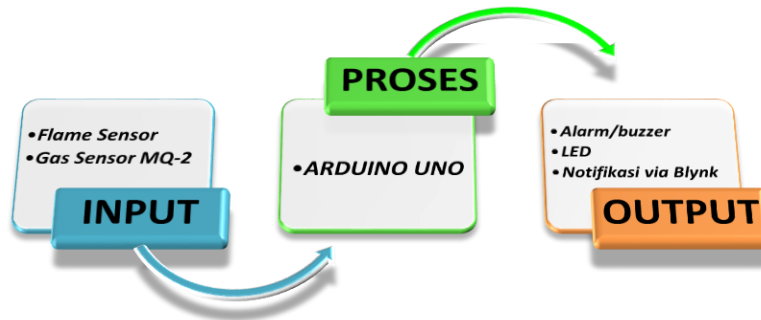 •Flame Sensor
•Gas Sensor MQ-2
INPUT
PROSES
•ARDUINO UNO
•Alarm/buzzer
•LED
•Notifikasi via Blynk
OUTPUT